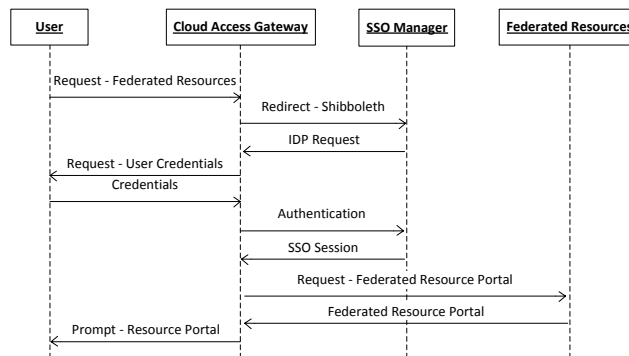 User
Cloud Access Gateway
SSO Manager
Federated Resources
Request - Federated Resources
Redirect - Shibboleth
IDP Request
Request - User Credentials
Credentials
Authentication
SSO Session
Request - Federated Resource Portal
Federated Resource Portal
Prompt - Resource Portal